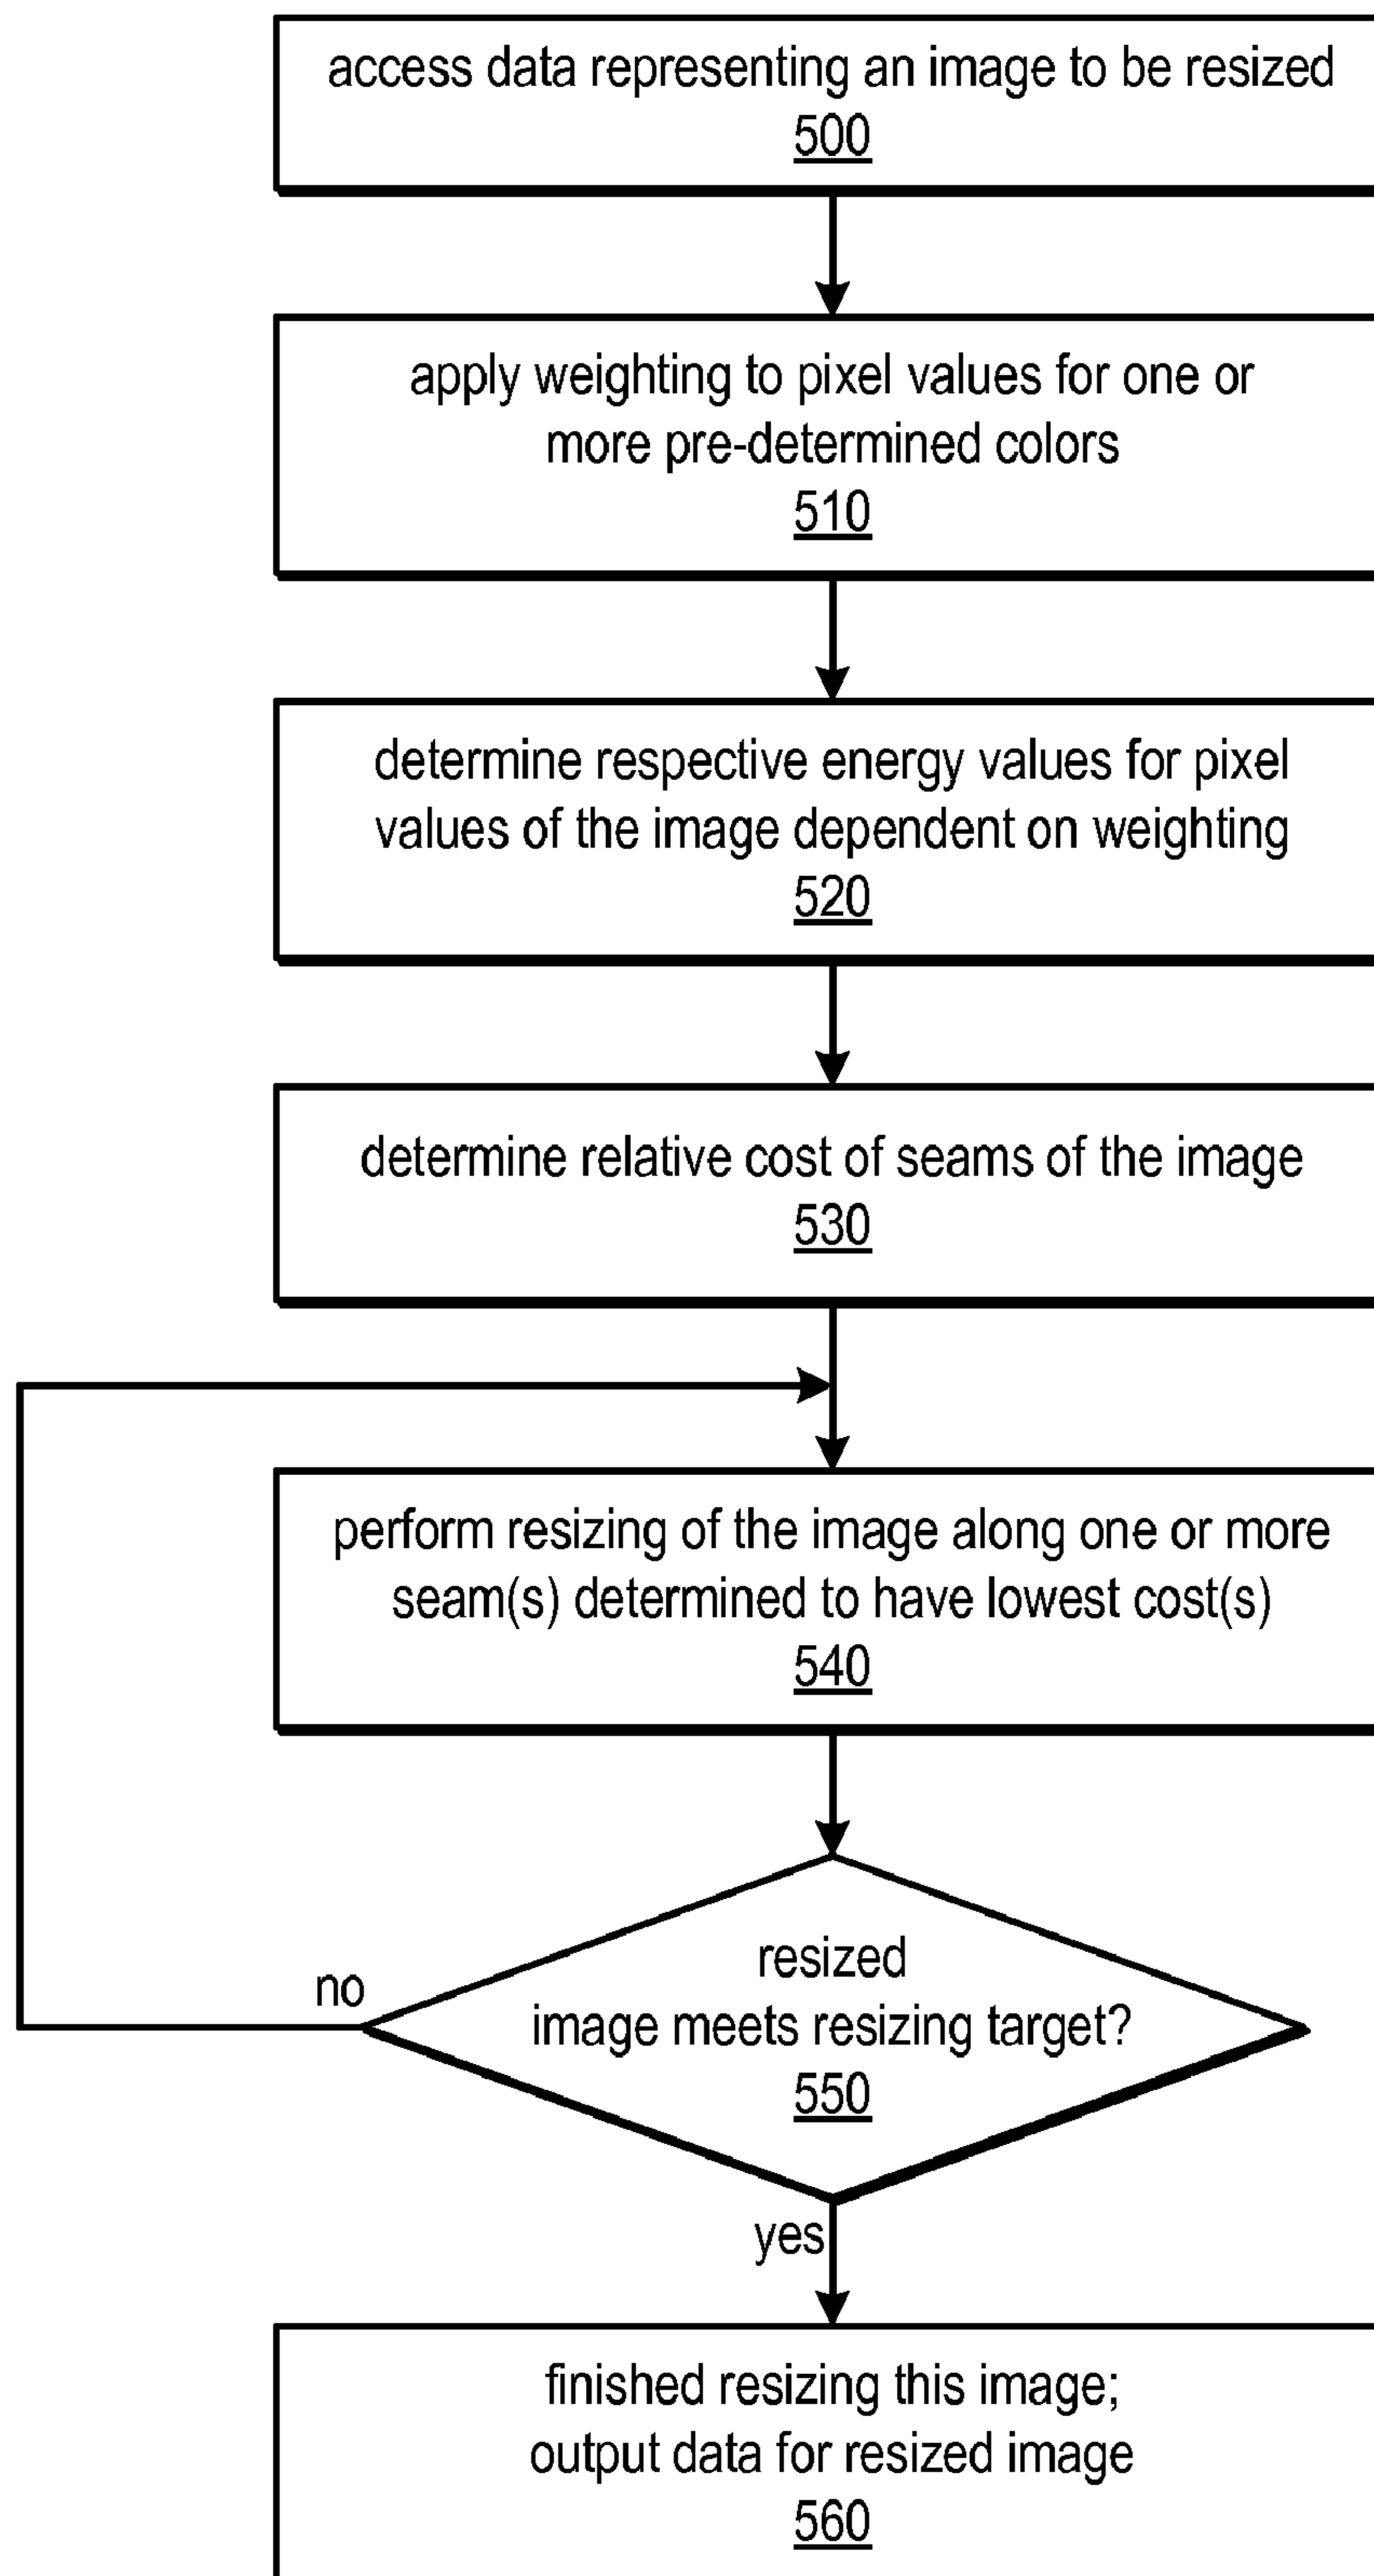 access data representing an image to be resized
500
apply weighting to pixel values for one or
more pre-determined colors
510
determine respective energy values for pixel
values of the image dependent on weighting
520
determine relative cost of seams of the image
530
perform resizing of the image along one or more
seam(s) determined to have lowest cost(s)
540
resized
image meets resizing target?
550
no
yes
finished resizing this image;
output data for resized image
560